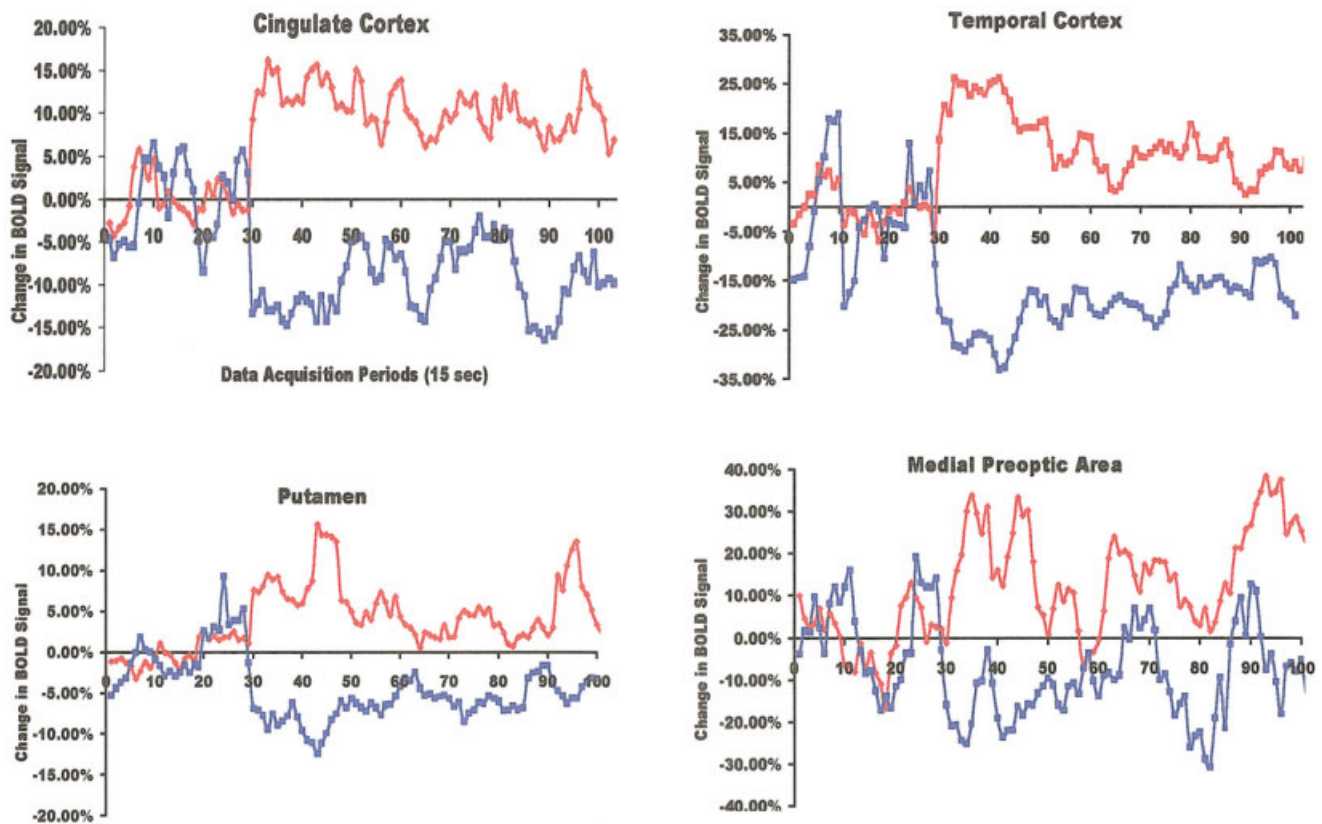 Cingulate Cortex
Change in BOLD Signal
20.00%
15.00%
10.00%
5.00%
0.00%
-5.00%
-10.00%
-15.00%
-20.00%
0 10 20 30 40 50 60 70 80 90 100
Data Acquisition Periods (15 sec)
Temporal Cortex
Change in BOLD Signal
35.00%
25.00%
15.00%
5.00%
-5.00%
-15.00%
-25.00%
-35.00%
0 10 20 30 40 50 60 70 80 90 100
Putamen
Change in BOLD Signal
20.00%
15.00%
10.00%
5.00%
0.00%
-5.00%
-10.00%
-15.00%
-20.00%
0 10 20 30 40 50 60 70 80 90 100
Medial Preoptic Area
Change in BOLD Signal
40.00%
30.00%
20.00%
10.00%
0.00%
-10.00%
-20.00%
-30.00%
-40.00%
0 10 20 30 40 50 60 70 80 90 100